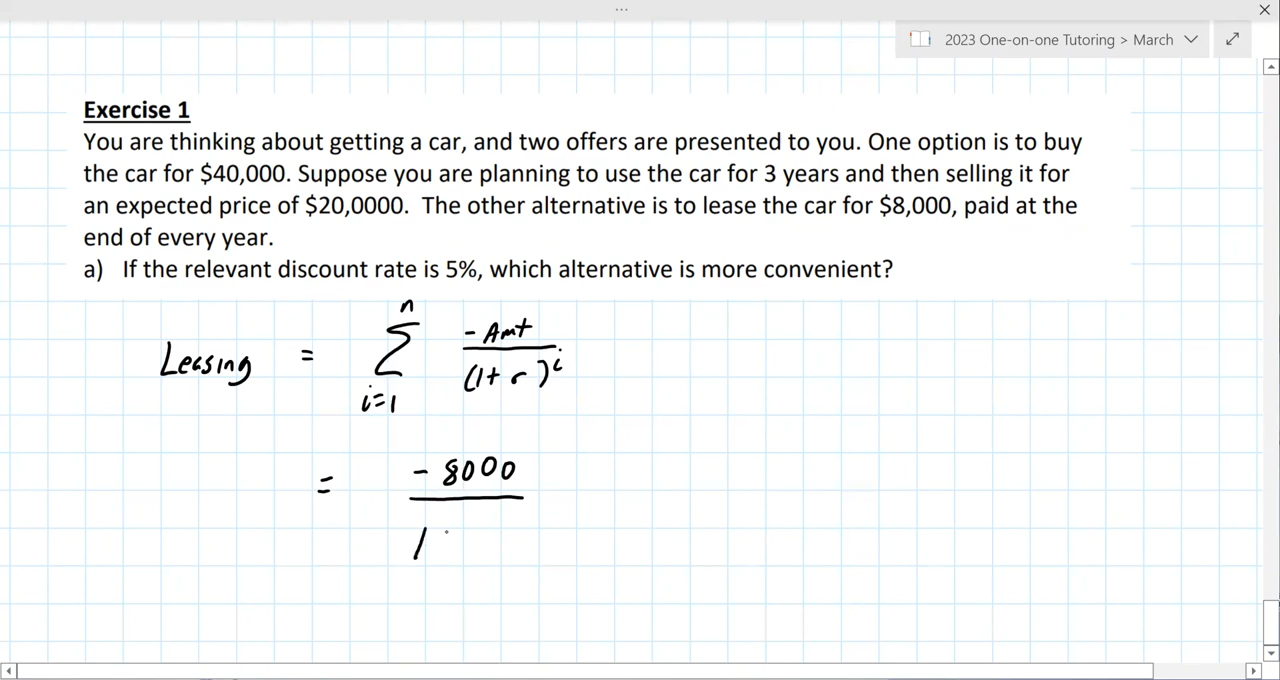 2023 One-on-one Tutoring > March
Exercise 1
You are thinking about getting a car, and two offers are presented to you. One option is to buy
the car for $40,000. Suppose you are planning to use the car for 3 years and then selling it for
an expected price of $20,0000. The other alternative is to lease the car for $8,000, paid at the
end of every year.
a) If the relevant discount rate is 5%, which alternative is more convenient?
n
Leasing = Σ -Amt
(1+r)^i
i=1
= -8000
1